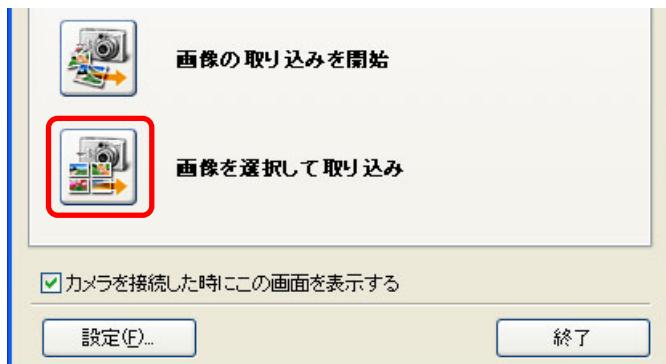 画像の取り込みを開始
画像を選択して取り込み
カメラを接続した時にこの画面を表示する
設定(F)...
終了